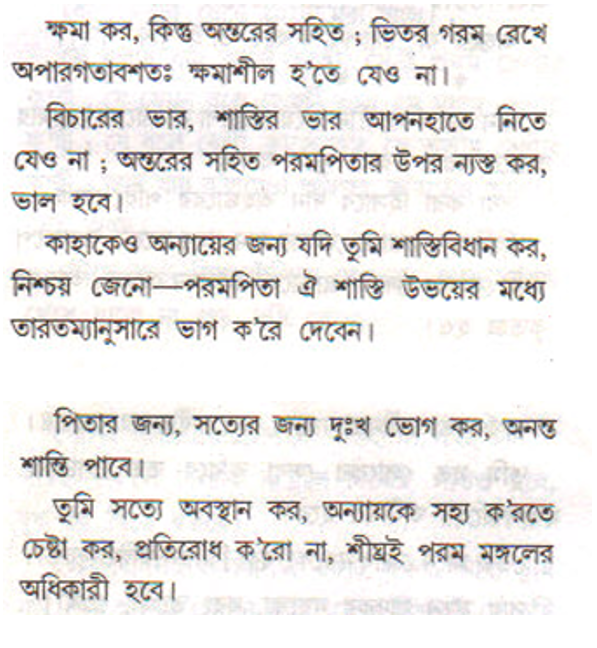 ক্ষমা কর, কিন্তু অন্তরের সহিত ; ভিতর গরম রেখে
অপারগতাবশতঃ ক্ষমাশীল হ'তে যেও না।
বিচারের ভার, শাস্তির ভার আপনহাতে নিতে
যেও না ; অন্তরের সহিত পরমপিতার উপর ন্যস্ত কর,
ভাল হবে।
কাহাকেও অন্যায়ের জন্য যদি তুমি শাস্তিবিধান কর,
নিশ্চয় জেনো—পরমপিতা ঐ শাস্তি উভয়ের মধ্যে
তারতম্যানুসারে ভাগ ক'রে দেবেন।
পিতার জন্য, সত্যের জন্য দুঃখ ভোগ কর, অনন্ত
শান্তি পাবে।
তুমি সত্যে অবস্থান কর, অন্যায়কে সহ্য ক'রতে
চেষ্টা কর, প্রতিরোধ ক'রো না, শীঘ্রই পরম মঙ্গলের
অধিকারী হবে।